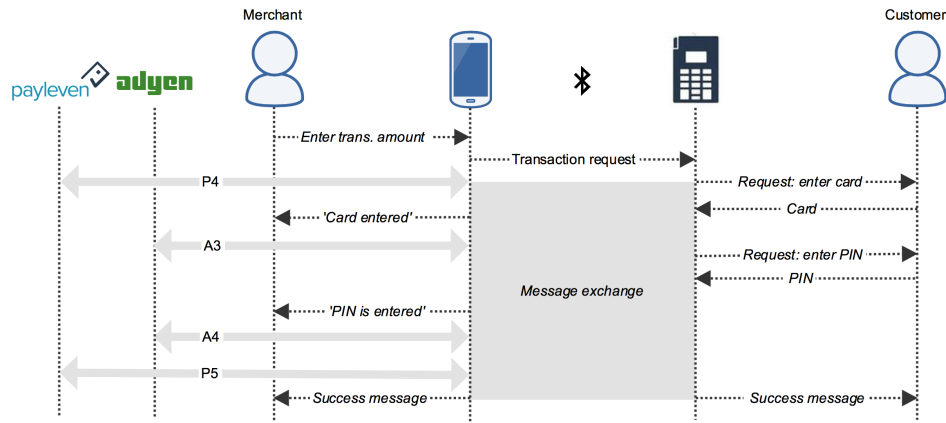 Merchant
Customer
payleven
adyen
Enter trans. amount
Transaction request
P4
Request: enter card
'Card entered'
Card
A3
Request: enter PIN
PIN
Message exchange
'PIN is entered'
A4
P5
Success message
Success message